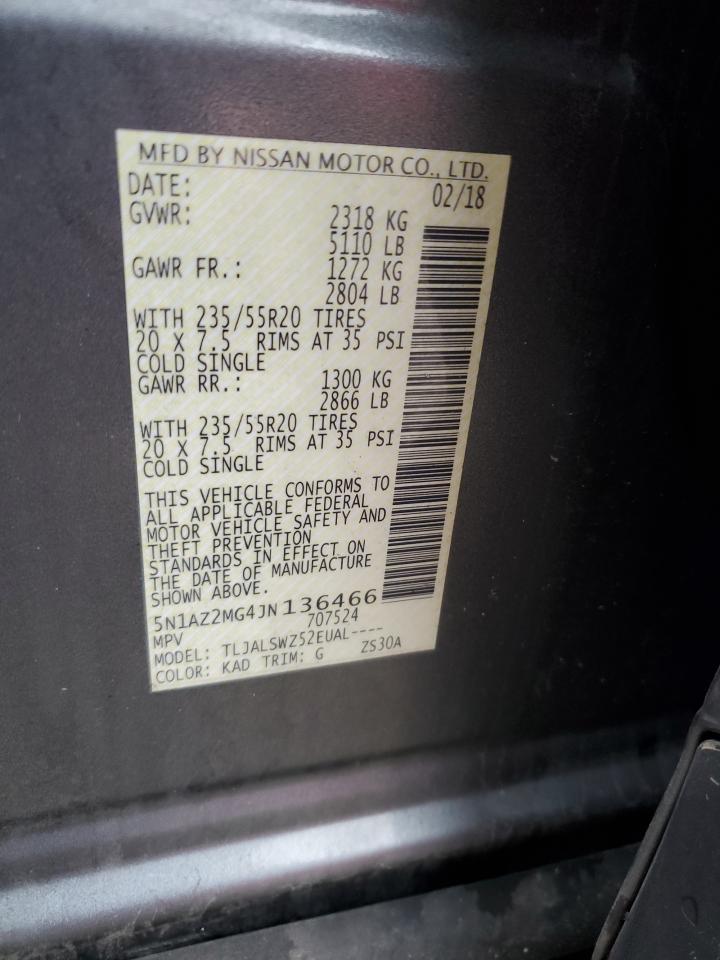 MFD BY NISSAN MOTOR CO., LTD.
DATE: 02/18
GVWR: 2318 KG
5110 LB
GAWR FR.: 1272 KG
2804 LB
WITH 235/55R20 TIRES
20 X 7.5 RIMS AT 35 PSI
COLD SINGLE
GAWR RR.: 1300 KG
2866 LB
WITH 235/55R20 TIRES
20 X 7.5 RIMS AT 35 PSI
COLD SINGLE
THIS VEHICLE CONFORMS TO
ALL APPLICABLE FEDERAL
MOTOR VEHICLE SAFETY AND
THEFT PREVENTION
STANDARDS IN EFFECT ON
THE DATE OF MANUFACTURE
SHOWN ABOVE.
5N1AZ2MG4JN136466
MPV 707524
MODEL: TLJALSWZ52EUAL----
COLOR: KAD TRIM: G ZS30A